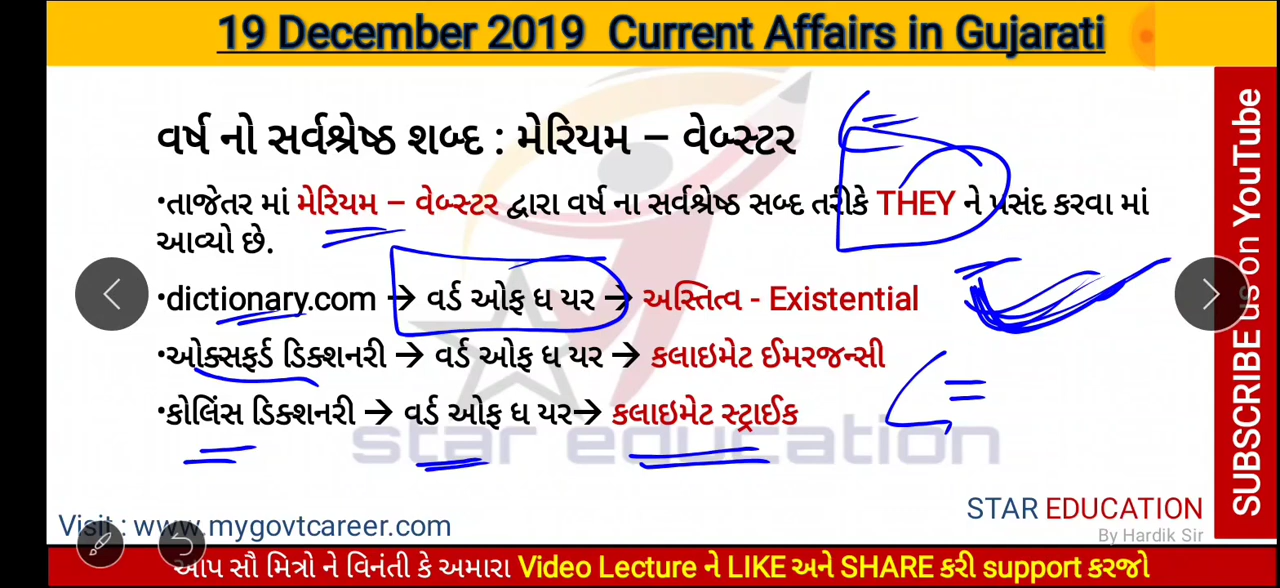 19 December 2019 Current Affairs in Gujarati
વર્ષ નો સર્વશ્રેષ્ઠ શબ્દ : મેરિયમ – વેબ્સ્ટર
•તાજેતર માં મેરિયમ – વેબ્સ્ટર દ્વારા વર્ષ ના સર્વશ્રેષ્ઠ સબ્દ તરીકે THEY ને પસંદ કરવા માં
આવ્યો છે.
•dictionary.com → વર્ડ ઓફ ધ યર → અસ્તિત્વ - Existential
•ઓક્સફર્ડ ડિક્શનરી → વર્ડ ઓફ ધ યર → કલાઇમેટ ઈમરજન્સી
•કોલિંસ ડિક્શનરી → વર્ડ ઓફ ધ યર→ કલાઇમેટ સ્ટ્રાઈક
star education
STAR EDUCATION
Visit : www.mygovtcareer.com
By Hardik Sir
આપ સૌ મિત્રો ને વિનંતી કે અમારા Video Lecture ને LIKE અને SHARE કરી support કરજો
SUBSCRIBE us on YouTube